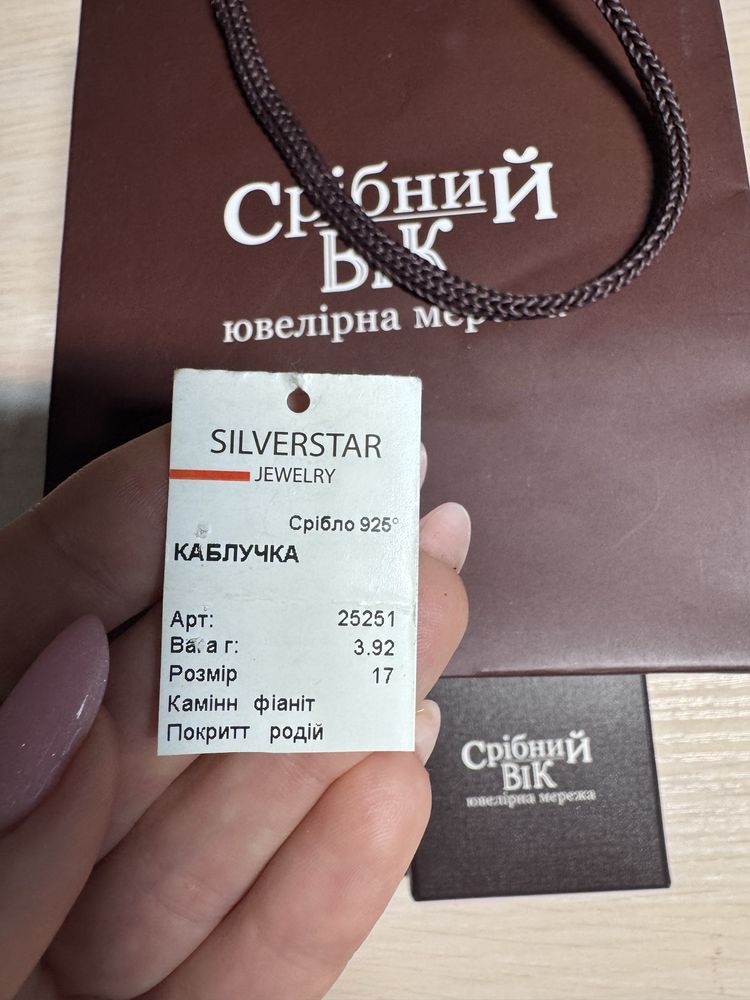 Срібний
ВіК
ювелірна
SILVERSTAR
JEWELRY
Срібло 925°
КАБЛУЧКА
Арт: 25251
Вага г: 3.92
Розмір 17
Камінн фіаніт
Покритт родій
Срібний
ВіК
ювелірна мережа